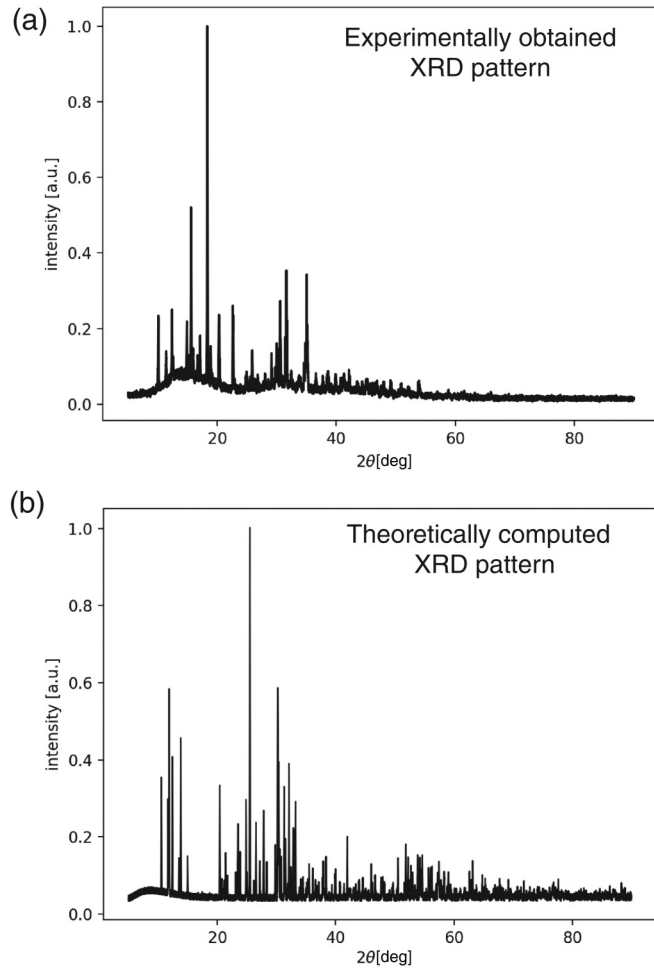 (a)
Experimentally obtained
XRD pattern
1.0
0.8
0.6
0.4
0.2
0.0
intensity [a.u.]
20
40
60
80
2θ[deg]
(b)
Theoretically computed
XRD pattern
1.0
0.8
0.6
0.4
0.2
0.0
intensity [a.u.]
20
40
60
80
2θ[deg]